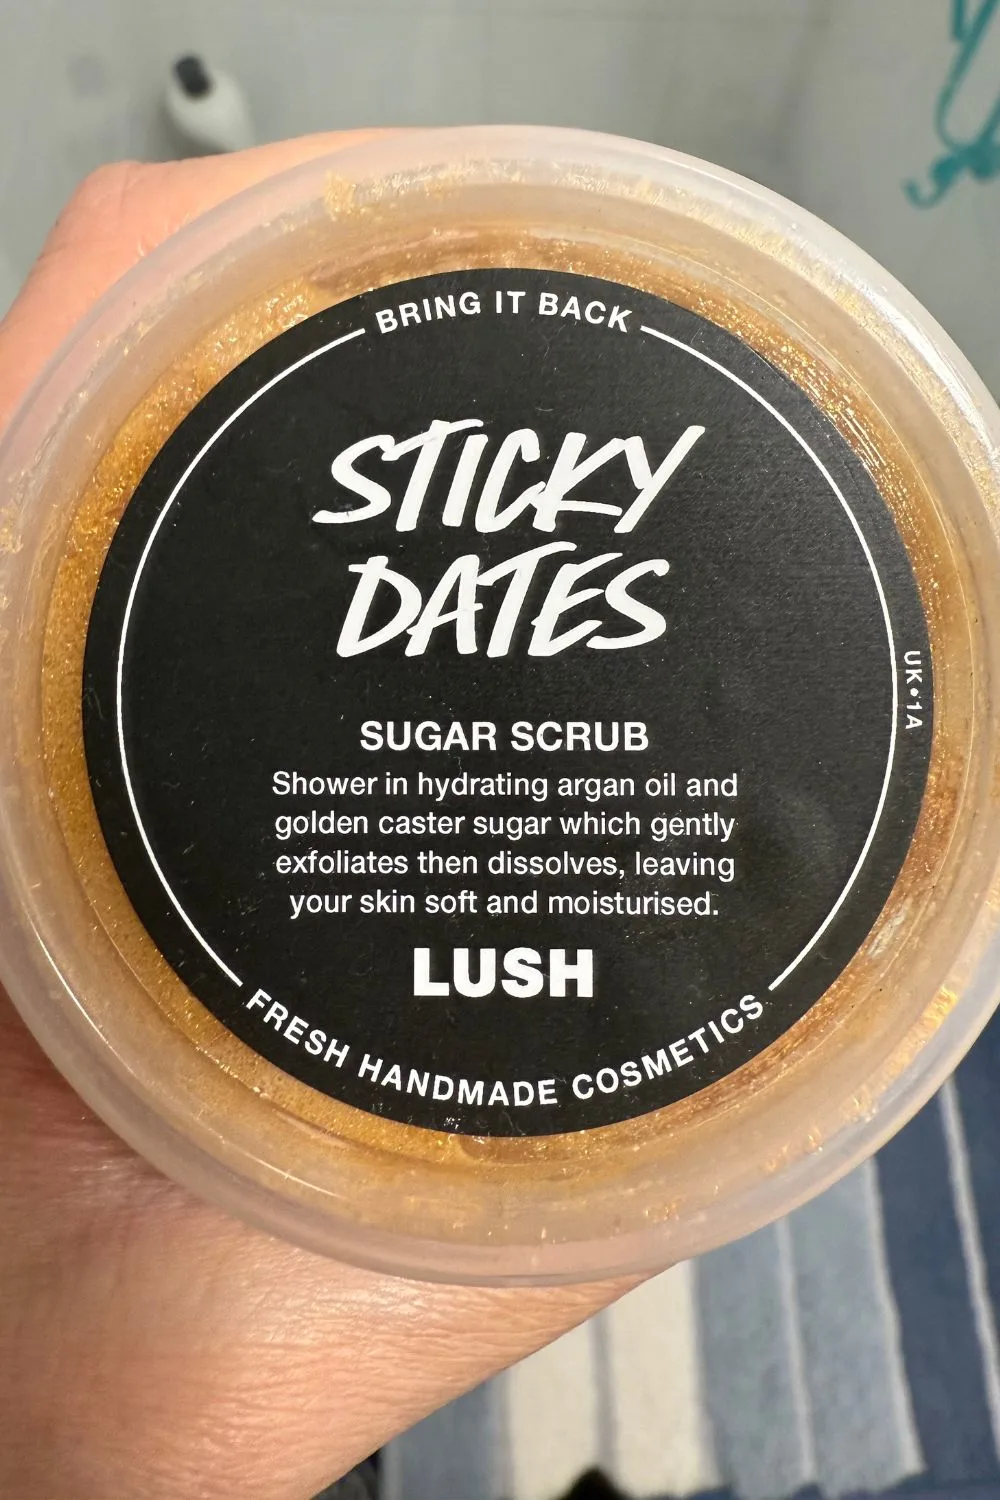 BRING IT BACK
STICKY
DATES
SUGAR SCRUB
Shower in hydrating argan oil and
golden caster sugar which gently
exfoliates then dissolves, leaving
your skin soft and moisturised.
LUSH
FRESH HANDMADE COSMETICS
UK•1A